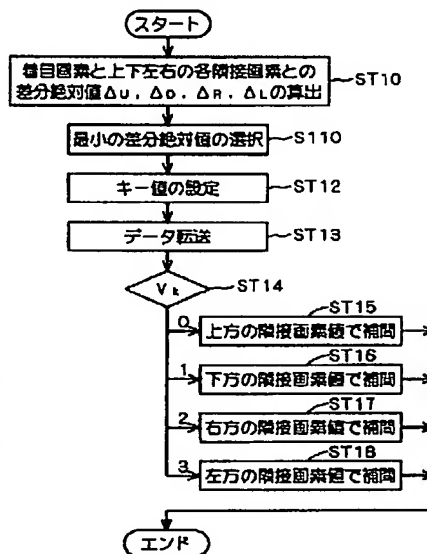 スタート
着目画素と上下左右の各隣接画素との
差分絶対値ΔU, ΔD, ΔR, ΔLの算出
ST10
最小の差分絶対値の選択
S110
キー値の設定
ST12
データ転送
ST13
Vk
ST14
ST15
0
上方の隣接画素値で補間
ST16
1
下方の隣接画素値で補間
ST17
2
右方の隣接画素値で補間
ST18
3
左方の隣接画素値で補間
エンド